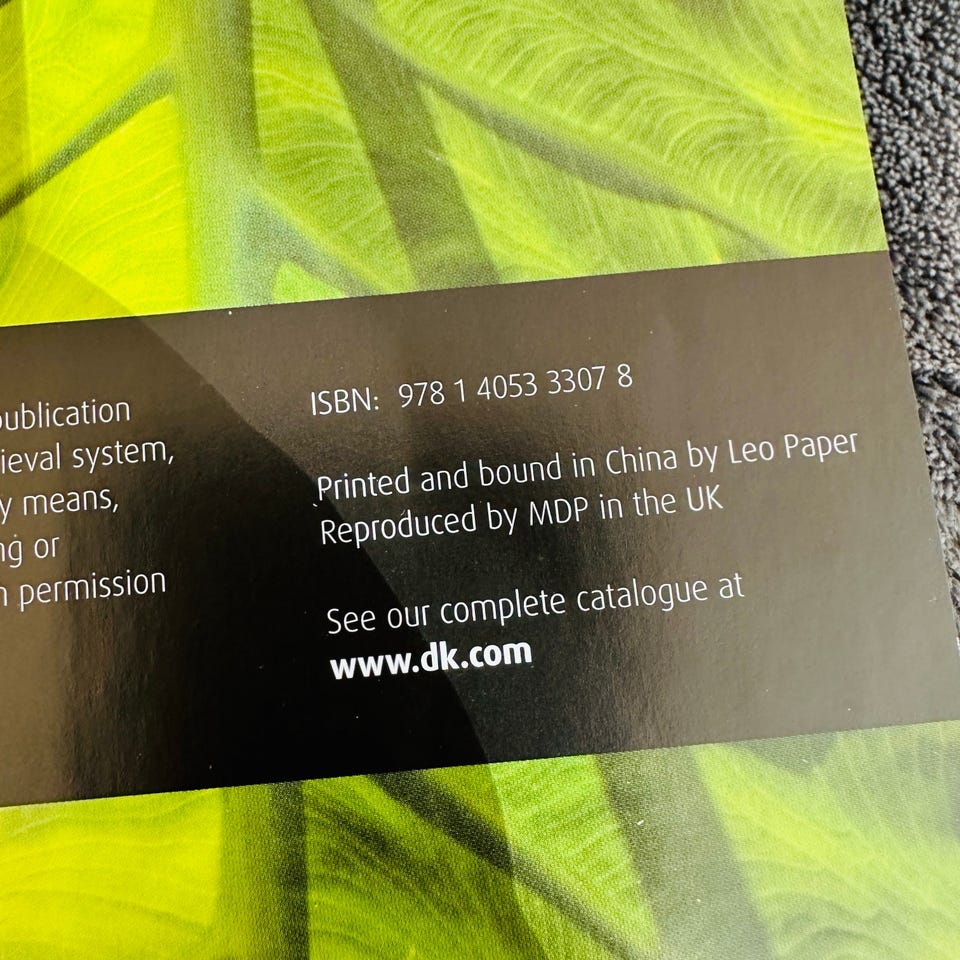 publication
ieval system,
y means,
ng or
permission
ISBN: 978 1 4053 3307 8
Printed and bound in China by Leo Paper
Reproduced by MDP in the UK
See our complete catalogue at
www.dk.com